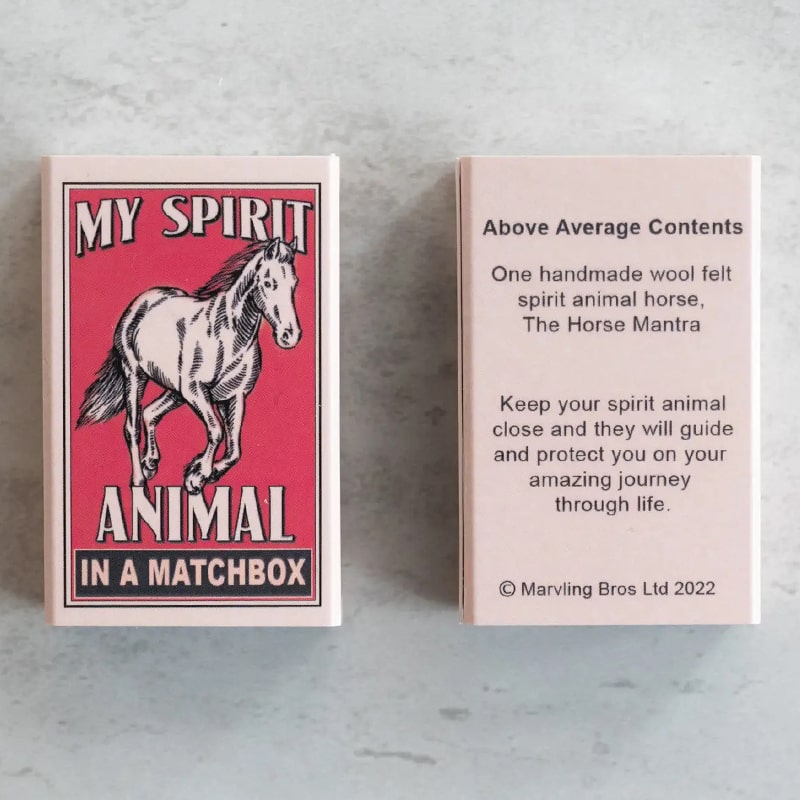 MY SPIRIT
ANIMAL
IN A MATCHBOX
Above Average Contents
One handmade wool felt
spirit animal horse,
The Horse Mantra
Keep your spirit animal
close and they will guide
and protect you on your
amazing journey
through life.
© Marvling Bros Ltd 2022